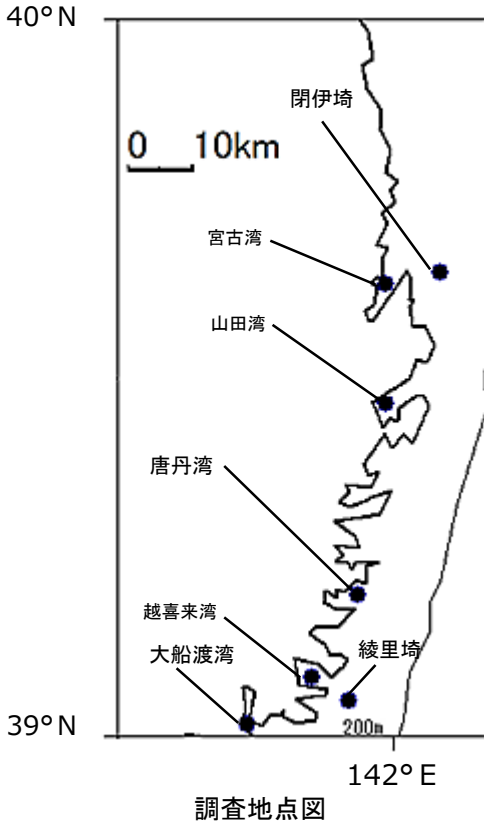 40°N
閉伊埼
0 10km
宮古湾
山田湾
唐丹湾
越喜来湾
大船渡湾
綾里埼
39°N
200m
142°E
調査地点図